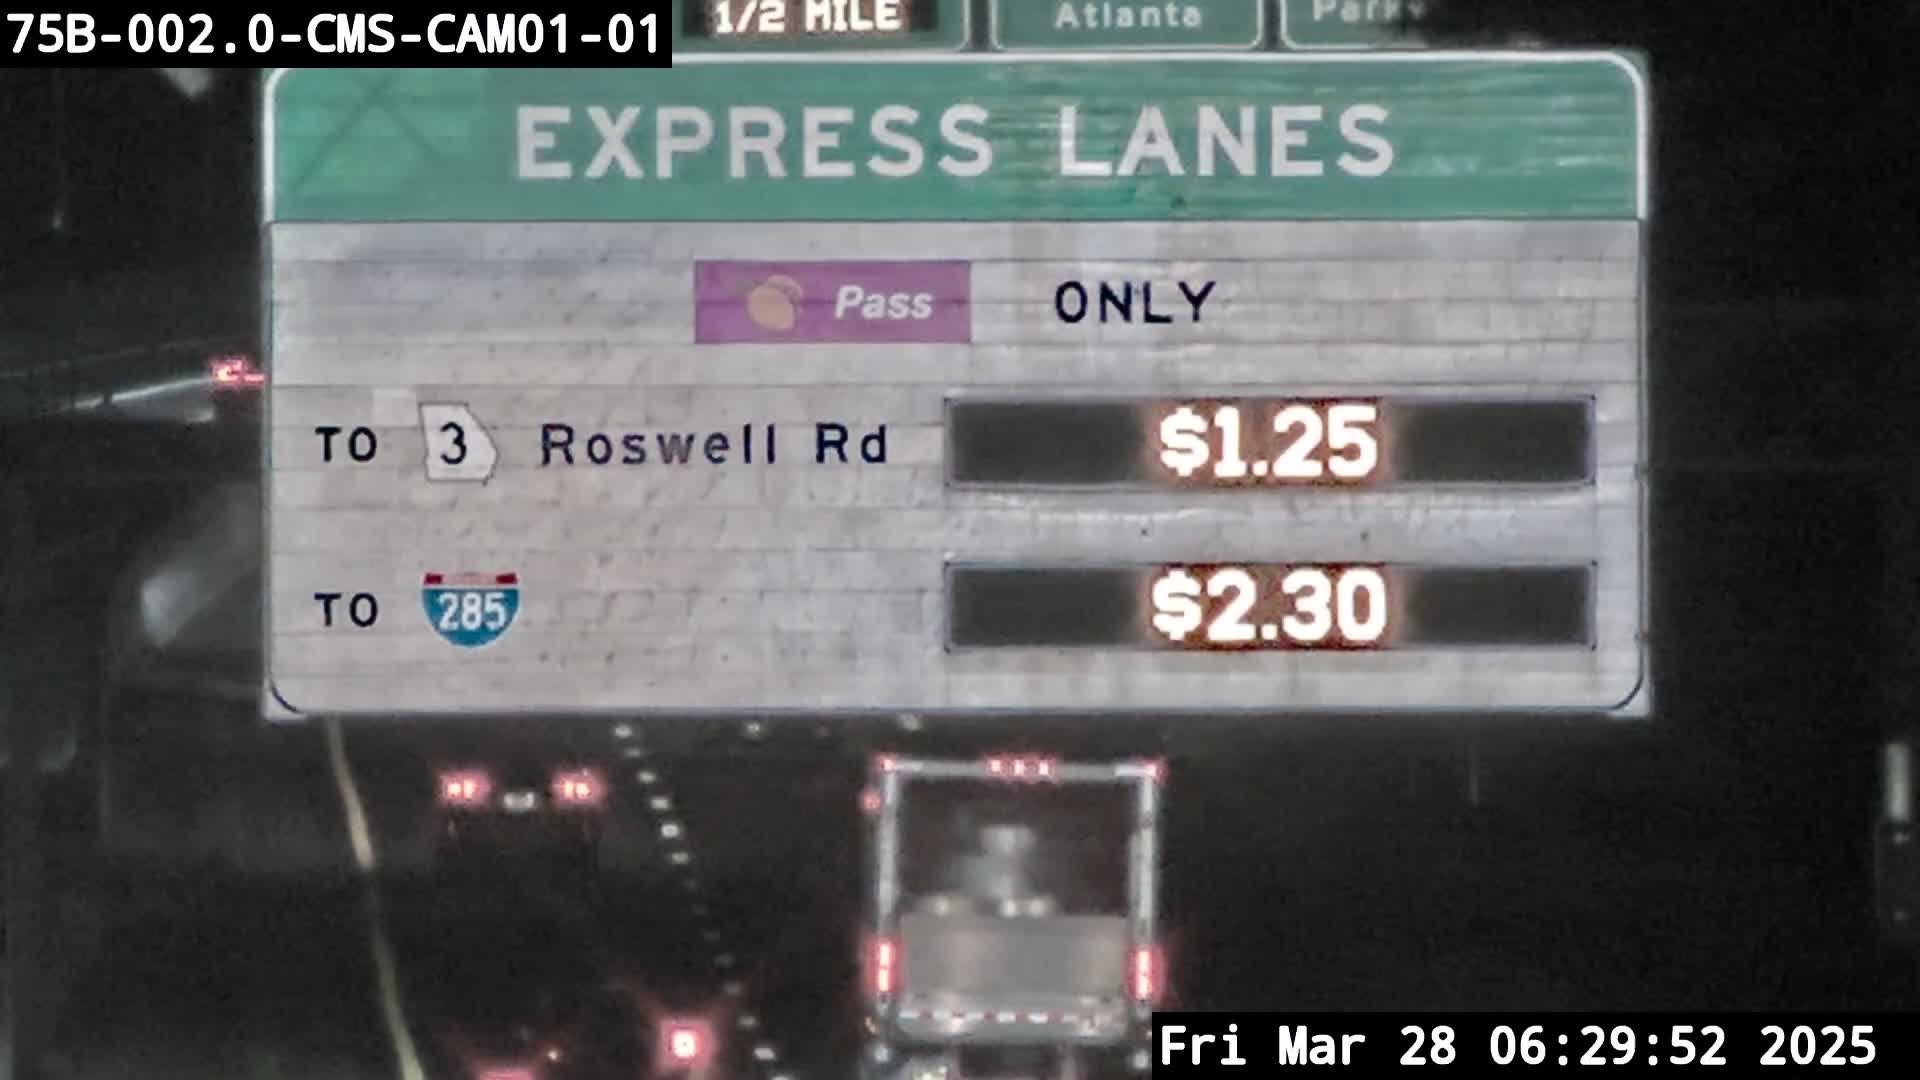 75B-002.0-CMS-CAM01-01
1/2 MILE
Atlanta
EXPRESS LANES
Pass ONLY
TO 3 Roswell Rd $1.25
TO 285 $2.30
Fri Mar 28 06:29:52 2025